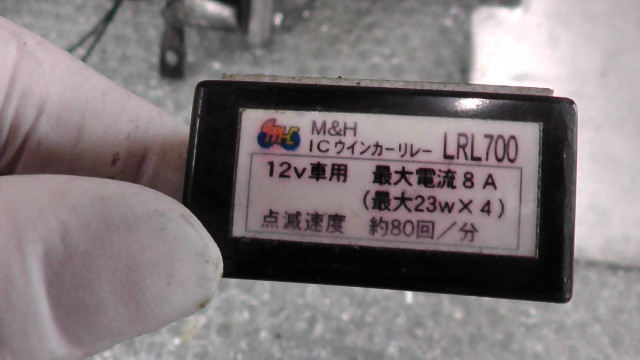 M&H
ICウインカーリレー LRL700
12v車用 最大電流8A
(最大23w×4)
点滅速度 約80回/分